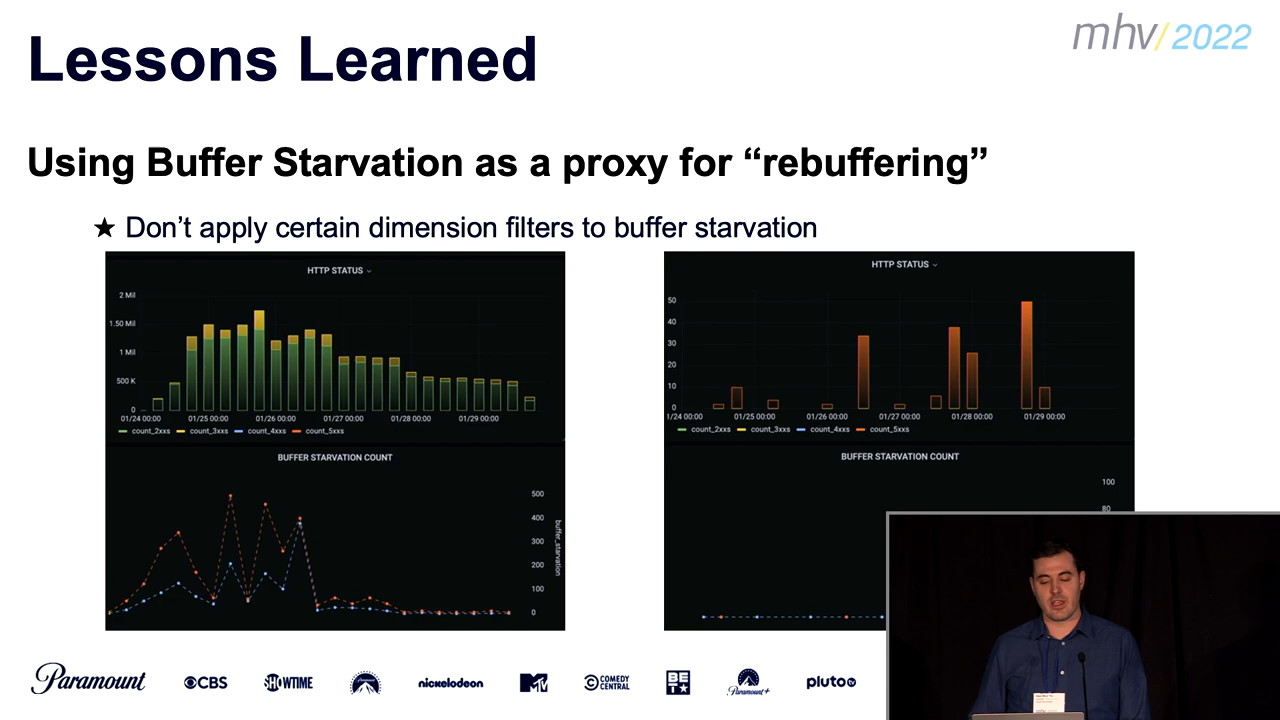 mhv/2022
Lessons Learned
Using Buffer Starvation as a proxy for “rebuffering”
★ Don’t apply certain dimension filters to buffer starvation
HTTP STATUS
2 Mil
1.50 Mil
1 Mil
500 K
0
01/24 00:00 01/25 00:00 01/26 00:00 01/27 00:00 01/28 00:00 01/29 00:00
count_2xxs count_3xxs count_4xxs count_5xxs
BUFFER STARVATION COUNT
500
400
300
200
100
0
buffer_starvation
HTTP STATUS
50
40
30
20
10
0
1/24 00:00 01/25 00:00 01/26 00:00 01/27 00:00 01/28 00:00 01/29 00:00
count_2xxs count_3xxs count_4xxs count_5xxs
BUFFER STARVATION COUNT
100
80
Paramount CBS SHOWTIME nickelodeon MTV COMEDY CENTRAL BET★ Paramount+ pluto tv
mhv